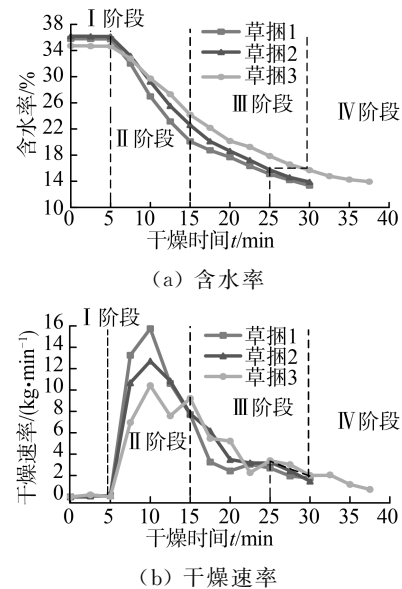 Ⅰ阶段
38
34
30
26
22
18
14
10
含水率/%
草捆1
草捆2
草捆3
Ⅱ阶段
Ⅲ阶段
Ⅳ阶段
0 5 10 15 20 25 30 35 40
干燥时间t/min
(a) 含水率
Ⅰ阶段
16
14
12
10
8
6
4
2
0
干燥速率/(kg•min⁻¹)
草捆1
草捆2
草捆3
Ⅱ阶段
Ⅲ阶段
Ⅳ阶段
0 5 10 15 20 25 30 35 40
干燥时间t/min
(b) 干燥速率